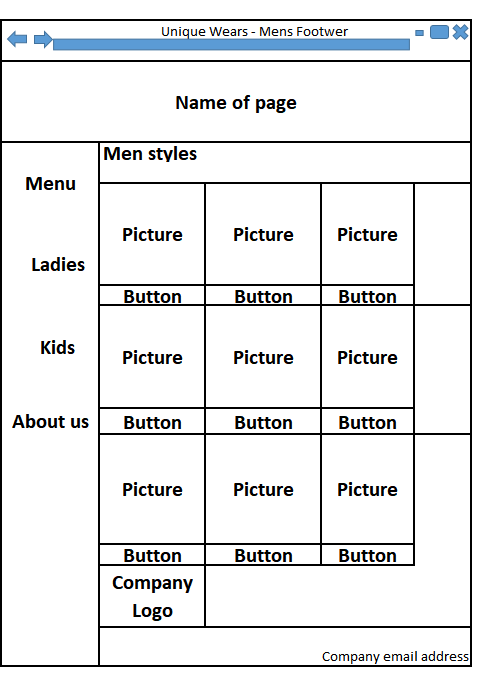 Unique Wears - Mens Footwer
Name of page
Men styles
Menu
Ladies
Kids
About us
Picture Picture Picture
Button Button Button
Picture Picture Picture
Button Button Button
Picture Picture Picture
Button Button Button
Company
Logo
Company email address